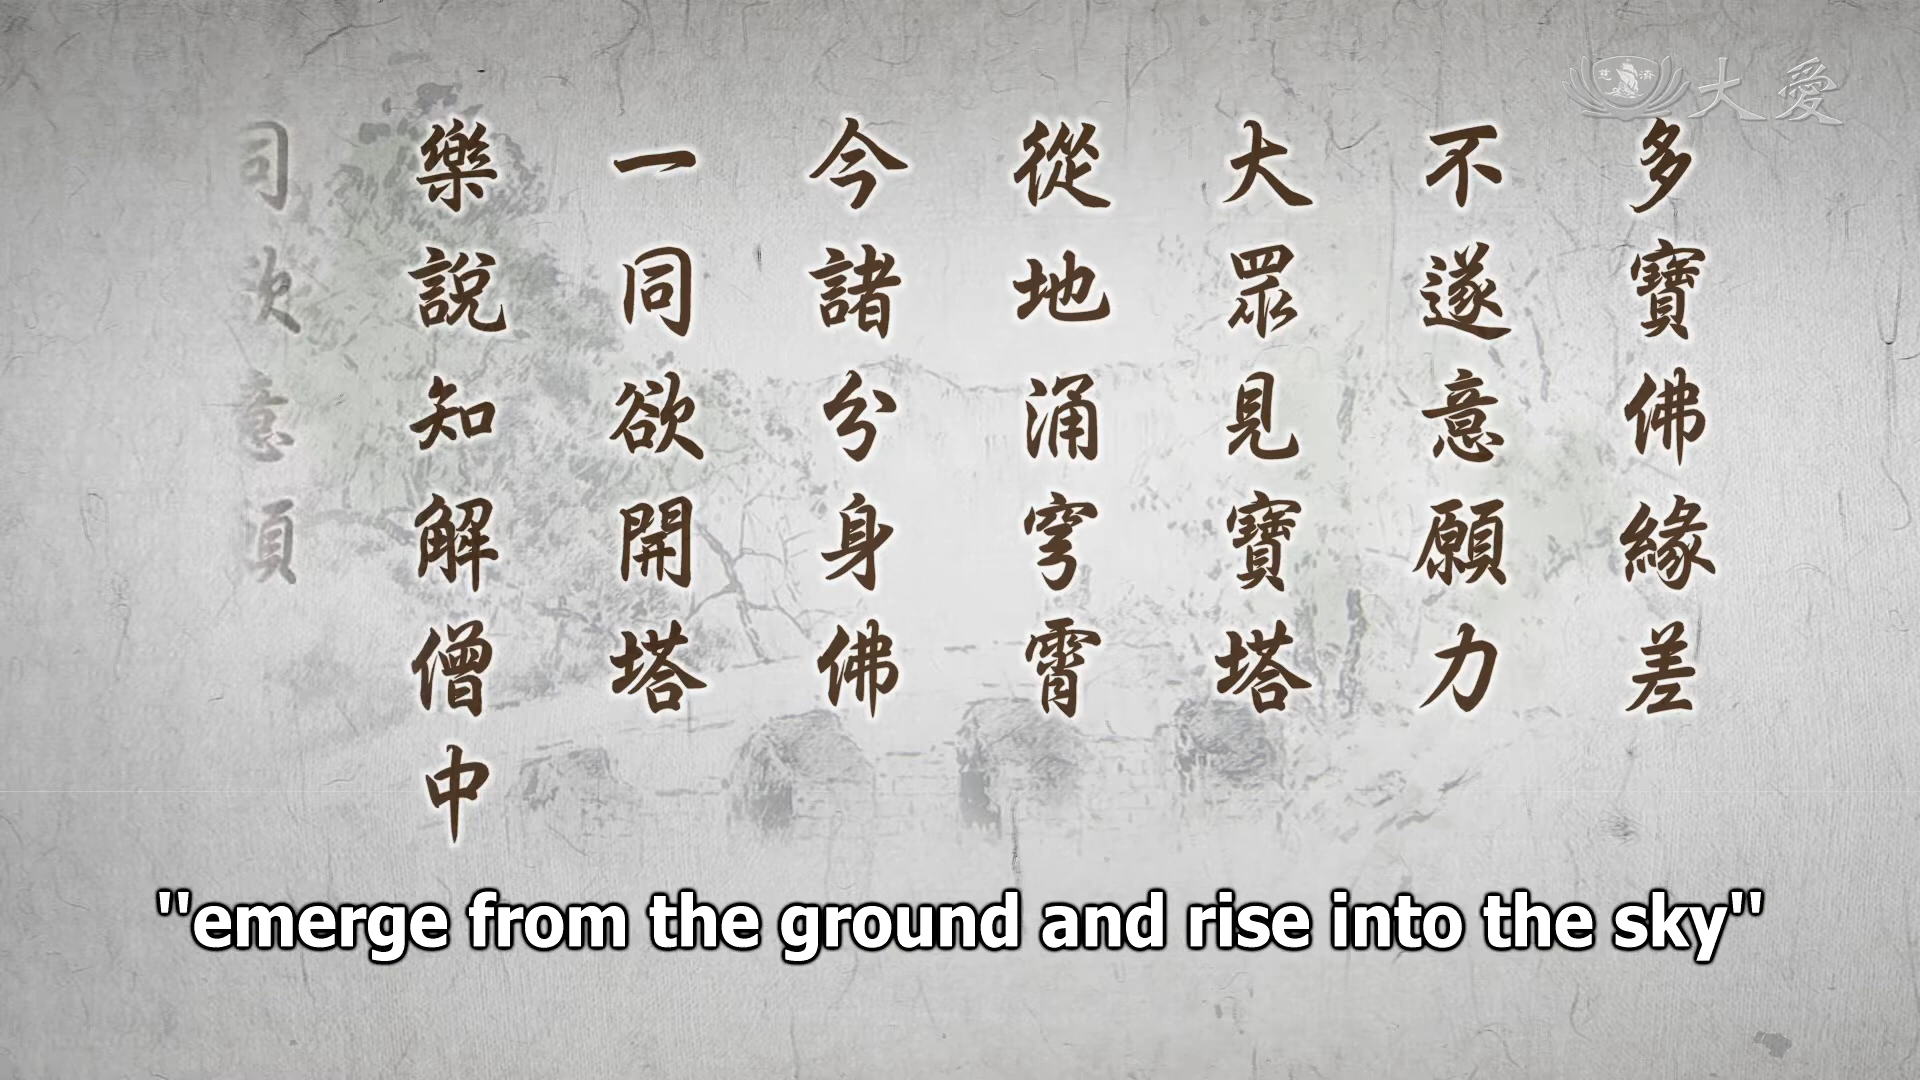 大愛
慈濟
多寶佛緣差
不遂意願力
大眾見寶塔
從地涌穹霄
今諸分身佛
一同欲開塔
樂說知解僧中
"emerge from the ground and rise into the sky"